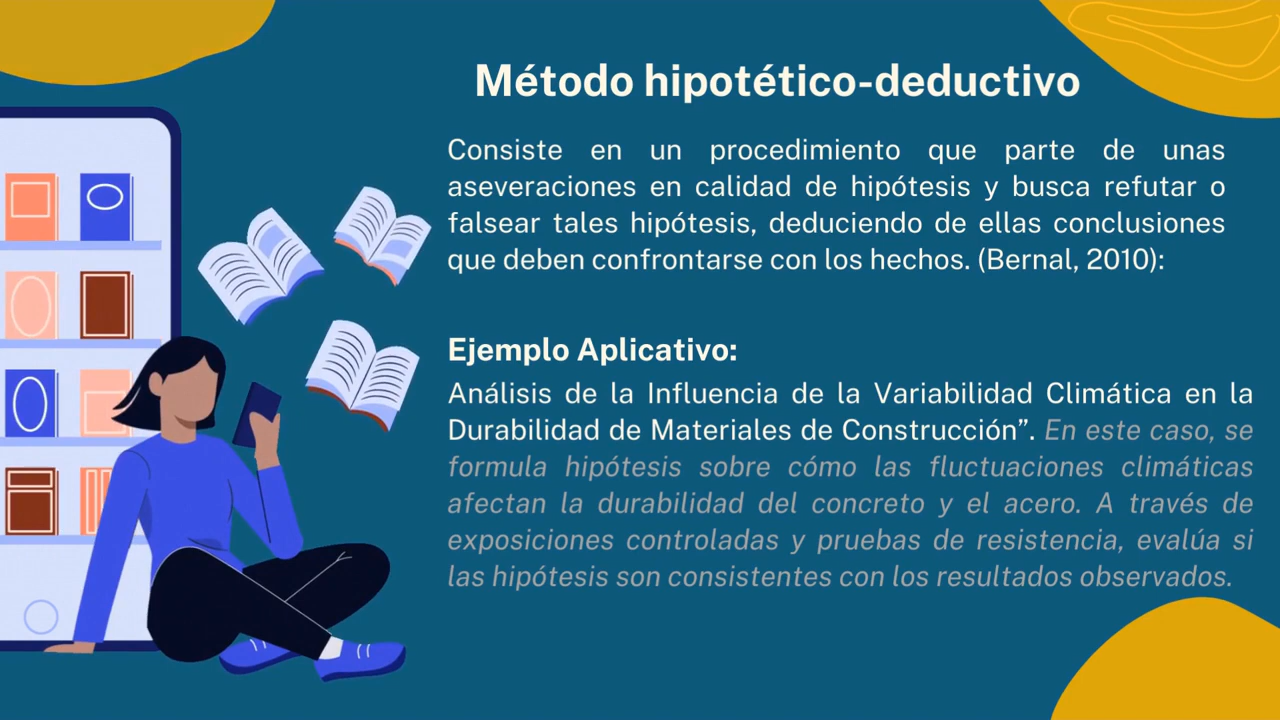 Método hipotético-deductivo
Consiste en un procedimiento que parte de unas
aseveraciones en calidad de hipótesis y busca refutar o
falsear tales hipótesis, deduciendo de ellas conclusiones
que deben confrontarse con los hechos. (Bernal, 2010):
Ejemplo Aplicativo:
Análisis de la Influencia de la Variabilidad Climática en la
Durabilidad de Materiales de Construcción”. En este caso, se
formula hipótesis sobre cómo las fluctuaciones climáticas
afectan la durabilidad del concreto y el acero. A través de
exposiciones controladas y pruebas de resistencia, evalúa si
las hipótesis son consistentes con los resultados observados.